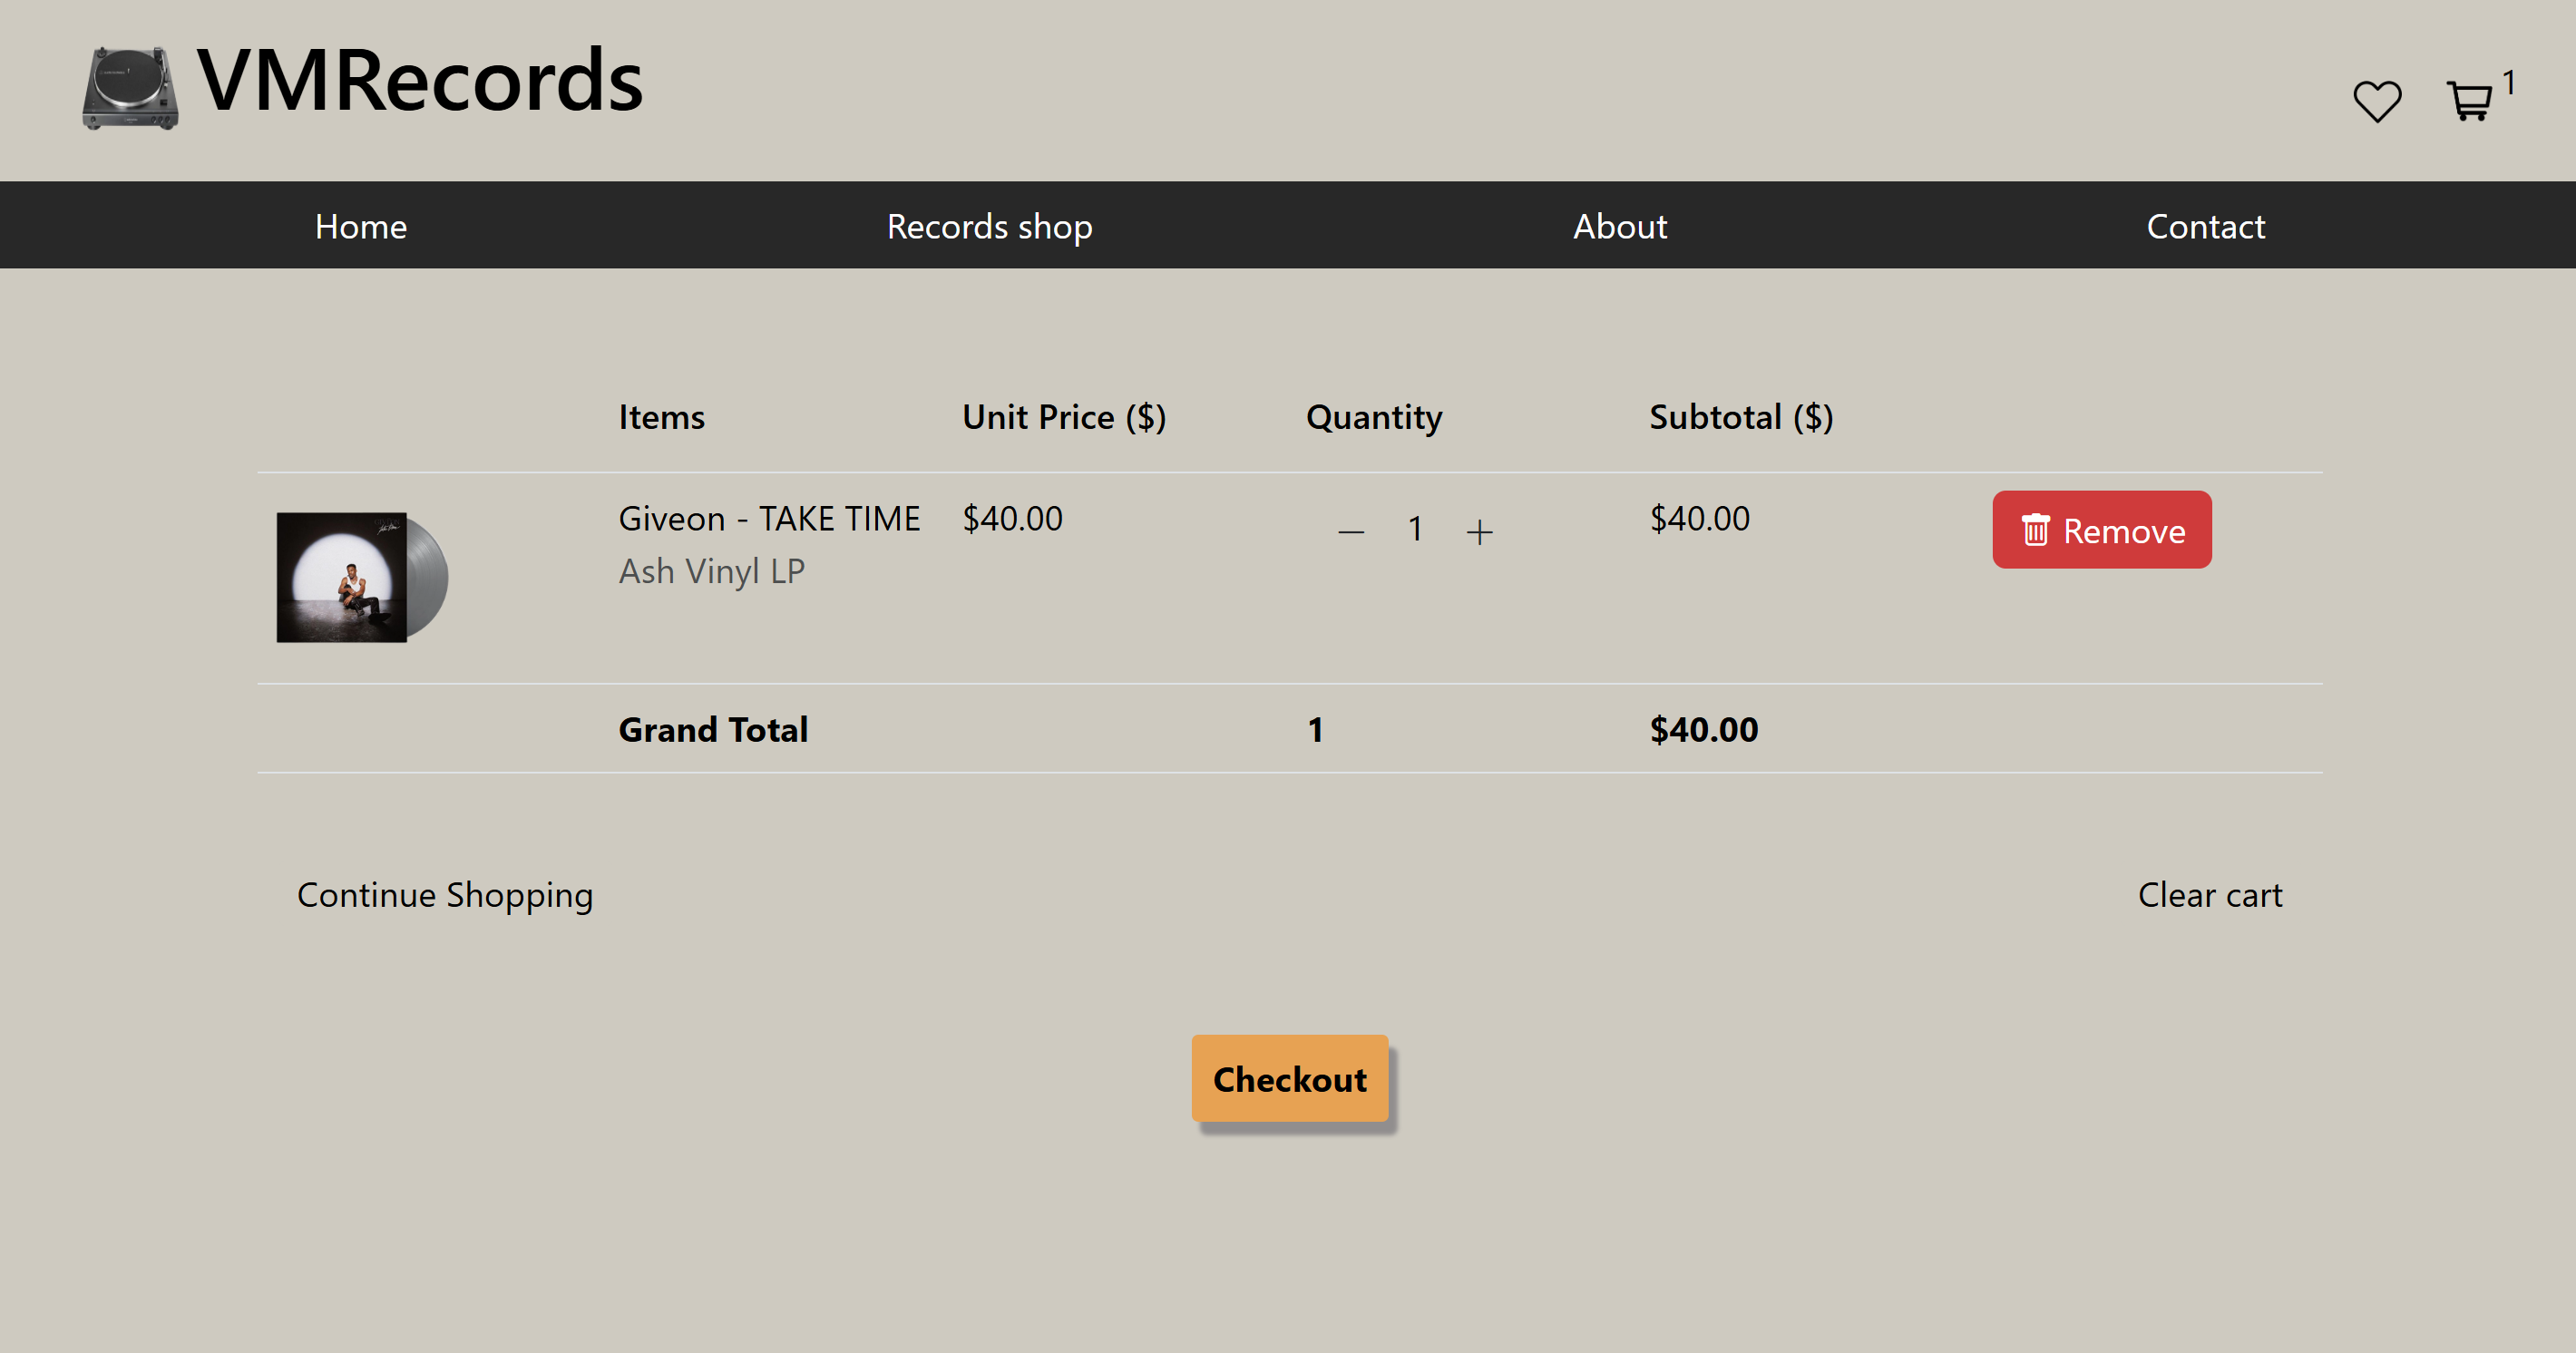 VMRecords
1
Home Records shop About Contact
Items Unit Price ($) Quantity Subtotal ($)
Giveon - TAKE TIME $40.00 1 $40.00 Remove
Ash Vinyl LP
Grand Total 1 $40.00
Continue Shopping Clear cart
Checkout